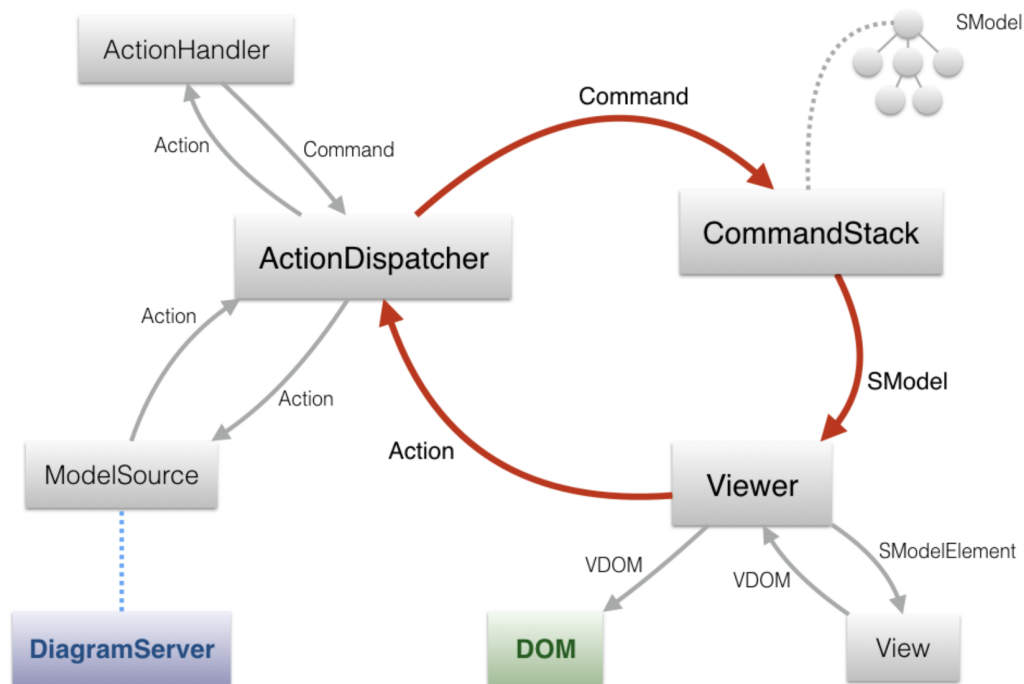 SModel
ActionHandler
Command
Action
Command
CommandStack
ActionDispatcher
Action
SModel
Action
Action
ModelSource
Viewer
SModelElement
VDOM
VDOM
DiagramServer
DOM
View